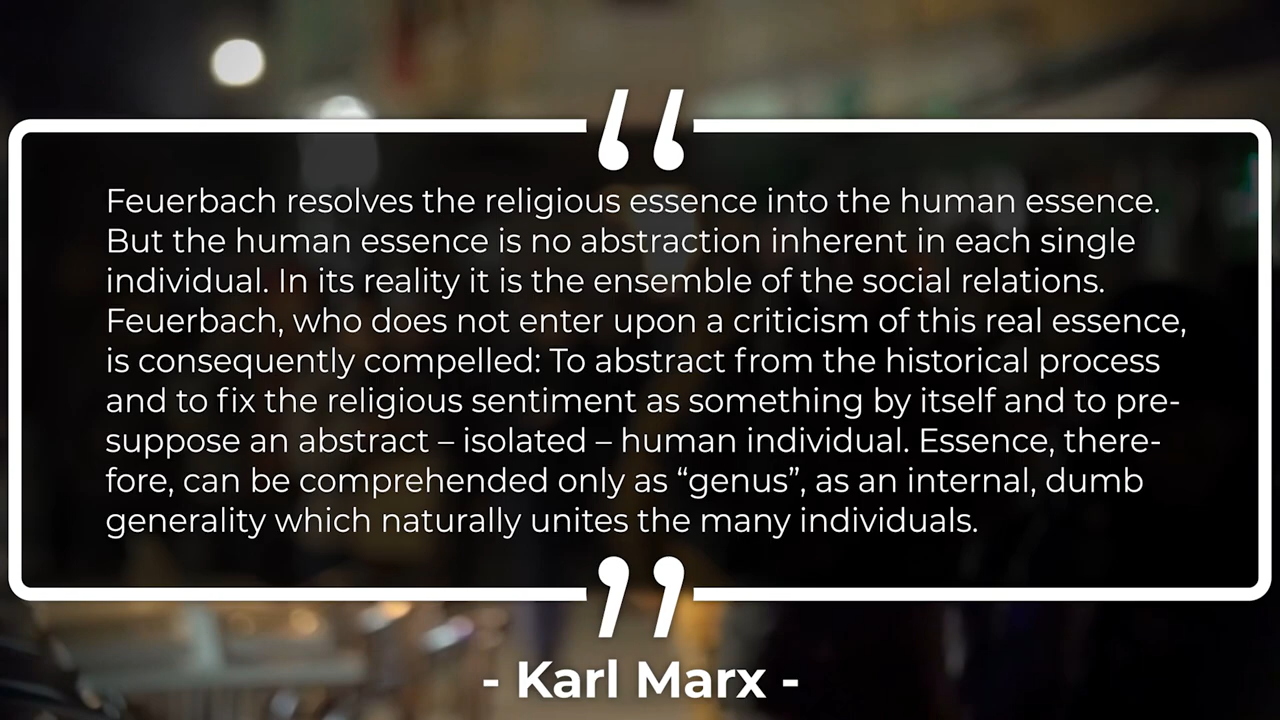 “
Feuerbach resolves the religious essence into the human essence.
But the human essence is no abstraction inherent in each single
individual. In its reality it is the ensemble of the social relations.
Feuerbach, who does not enter upon a criticism of this real essence,
is consequently compelled: To abstract from the historical process
and to fix the religious sentiment as something by itself and to pre-
suppose an abstract – isolated – human individual. Essence, there-
fore, can be comprehended only as “genus”, as an internal, dumb
generality which naturally unites the many individuals.
”
- Karl Marx -